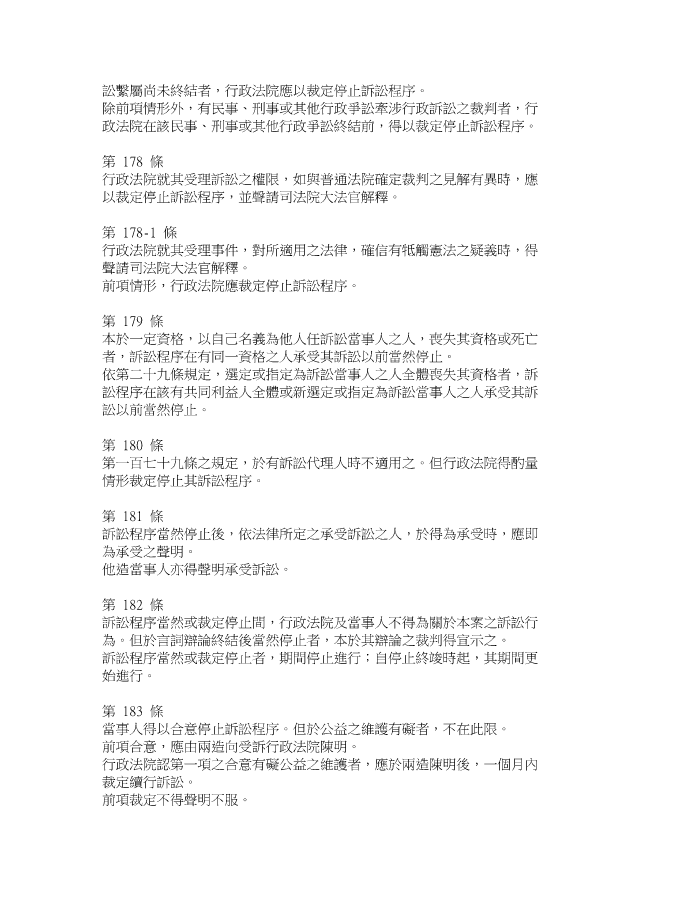 訟繫屬尚未終結者，行政法院應以裁定停止訴訟程序。
除前項情形外，有民事、刑事或其他行政爭訟牽涉行政訴訟之裁判者，行
政法院在該民事、刑事或其他行政爭訟終結前，得以裁定停止訴訟程序。
第 178 條
行政法院就其受理訴訟之權限，如與普通法院確定裁判之見解有異時，應
以裁定停止訴訟程序，並聲請司法院大法官解釋。
第 178-1 條
行政法院就其受理事件，對所適用之法律，確信有牴觸憲法之疑義時，得
聲請司法院大法官解釋。
前項情形，行政法院應裁定停止訴訟程序。
第 179 條
本於一定資格，以自己名義為他人任訴訟當事人之人，喪失其資格或死亡
者，訴訟程序在有同一資格之人承受其訴訟以前當然停止。
依第二十九條規定，選定或指定為訴訟當事人之人全體喪失其資格者，訴
訟程序在該有共同利益人全體或新選定或指定為訴訟當事人之人承受其訴
訟以前當然停止。
第 180 條
第一百七十九條之規定，於有訴訟代理人時不適用之。但行政法院得酌量
情形裁定停止其訴訟程序。
第 181 條
訴訟程序當然停止後，依法律所定之承受訴訟之人，於得為承受時，應即
為承受之聲明。
他造當事人亦得聲明承受訴訟。
第 182 條
訴訟程序當然或裁定停止間，行政法院及當事人不得為關於本案之訴訟行
為。但於言詞辯論終結後當然停止者，本於其辯論之裁判得宣示之。
訴訟程序當然或裁定停止者，期間停止進行；自停止終竣時起，其期間更
始進行。
第 183 條
當事人得以合意停止訴訟程序。但於公益之維護有礙者，不在此限。
前項合意，應由兩造向受訴行政法院陳明。
行政法院認第一項之合意有礙公益之維護者，應於兩造陳明後，一個月內
裁定續行訴訟。
前項裁定不得聲明不服。